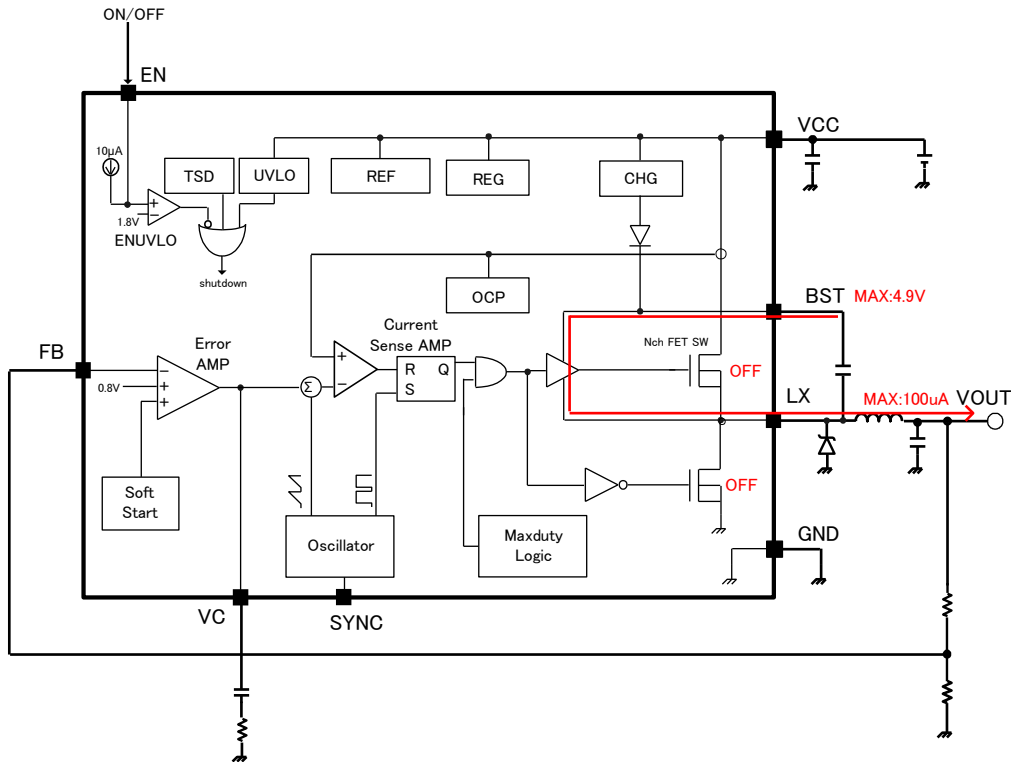 ON/OFF
EN
VCC
10μA
TSD
UVLO
REF
REG
CHG
1.8V
ENUVLO
shutdown
OCP
BST
MAX:4.9V
Current
Sense AMP
Nch FET SW
FB
Error
AMP
R
Q
S
OFF
0.8V
Σ
LX
MAX:100uA
VOUT
Soft
Start
OFF
Oscillator
Maxduty
Logic
GND
VC
SYNC